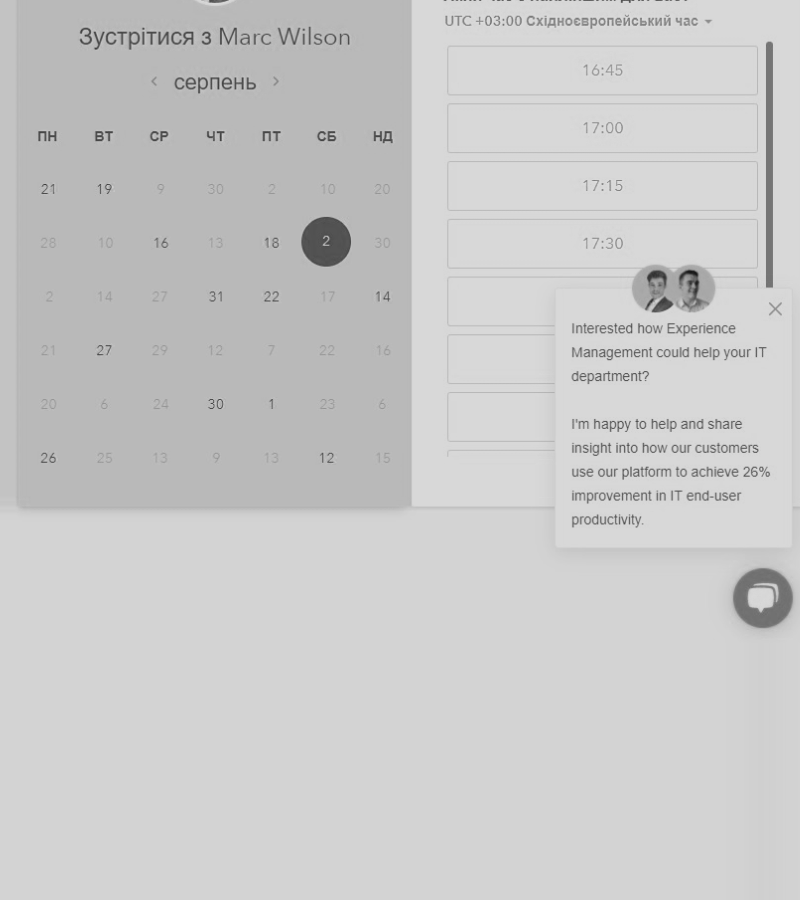 Зустрітися з Marc Wilson
серпень
ПН ВТ СР ЧТ ПТ СБ НД
21 19 9 30 2 10 20
28 10 16 13 18 2 30
2 14 27 31 22 17 14
21 27 29 12 7 22 16
20 6 24 30 1 23 6
26 25 13 9 13 12 15
UTC +03:00 Східноєвропейський час
16:45
17:00
17:15
17:30
Interested how Experience
Management could help your IT
department?
I'm happy to help and share
insight into how our customers
use our platform to achieve 26%
improvement in IT end-user
productivity.